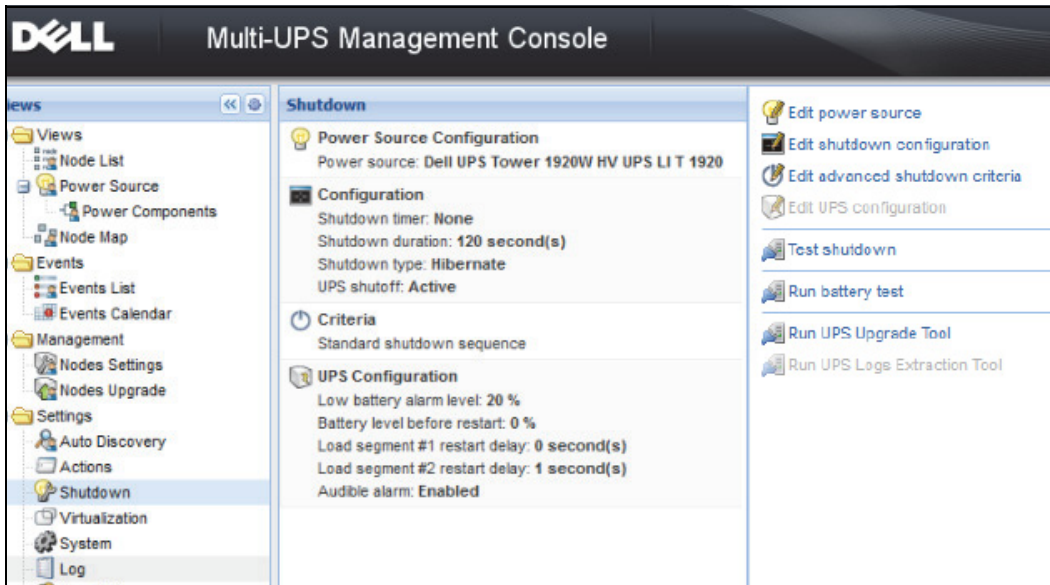 DELL
Multi-UPS Management Console
iews
Views
Node List
Power Source
Power Components
Node Map
Events
Events List
Events Calendar
Management
Nodes Settings
Nodes Upgrade
Settings
Auto Discovery
Actions
Shutdown
Virtualization
System
Log
Shutdown
Power Source Configuration
Power source: Dell UPS Tower 1920W HV UPS LI T 1920
Configuration
Shutdown timer: None
Shutdown duration: 120 second(s)
Shutdown type: Hibernate
UPS shutoff: Active
Criteria
Standard shutdown sequence
UPS Configuration
Low battery alarm level: 20 %
Battery level before restart: 0 %
Load segment #1 restart delay: 0 second(s)
Load segment #2 restart delay: 1 second(s)
Audible alarm: Enabled
Edit power source
Edit shutdown configuration
Edit advanced shutdown criteria
Edit UPS configuration
Test shutdown
Run battery test
Run UPS Upgrade Tool
Run UPS Logs Extraction Tool